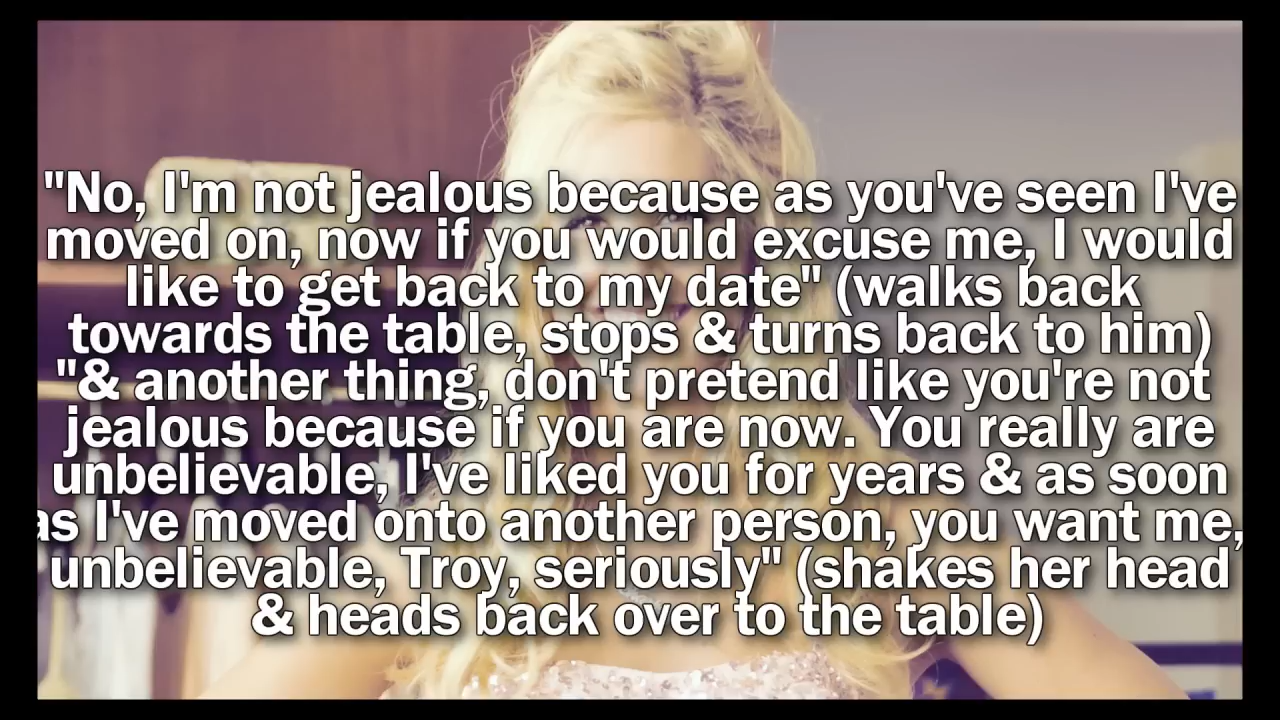 "No, I'm not jealous because as you've seen I've
moved on, now if you would excuse me, I would
like to get back to my date" (walks back
towards the table, stops & turns back to him)
"& another thing, don't pretend like you're not
jealous because if you are now. You really are
unbelievable, I've liked you for years & as soon
as I've moved onto another person, you want me,
unbelievable, Troy, seriously" (shakes her head
& heads back over to the table)